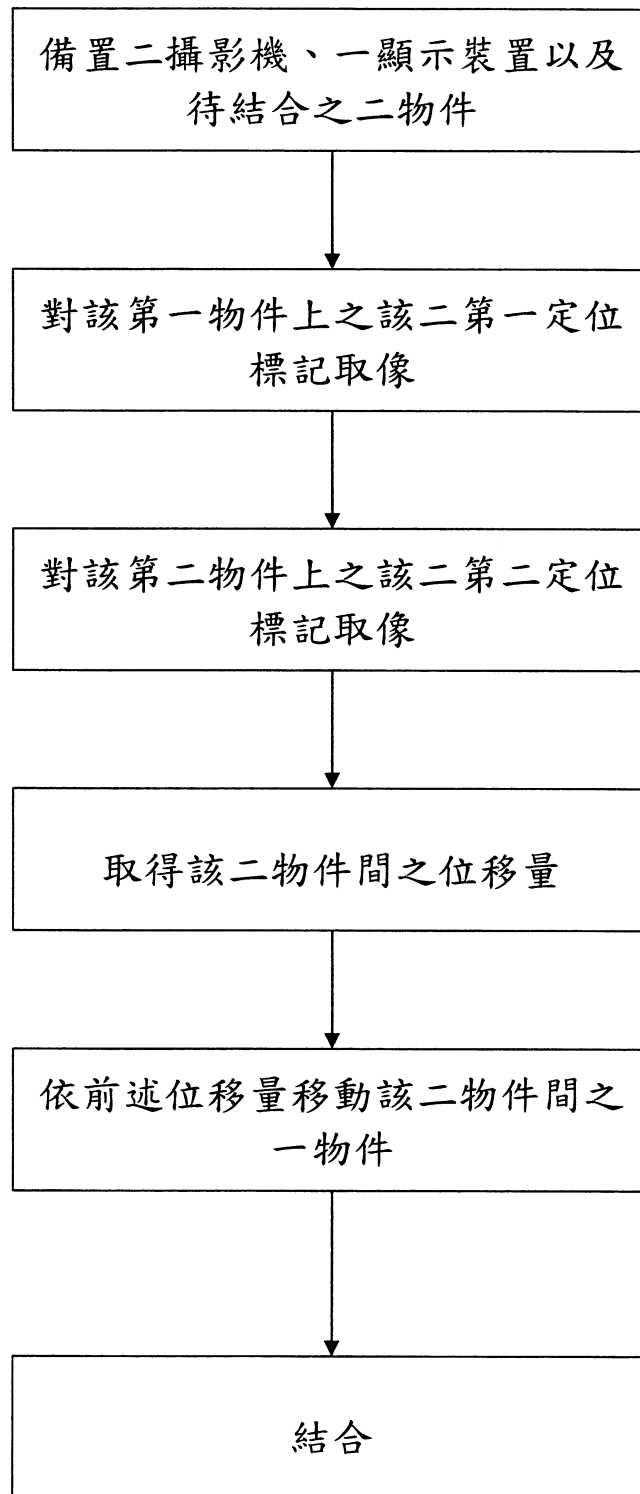 備置二攝影機、一顯示裝置以及
待結合之二物件
對該第一物件上之該二第一定位
標記取像
對該第二物件上之該二第二定位
標記取像
取得該二物件間之位移量
依前述位移量移動該二物件間之
一物件
結合